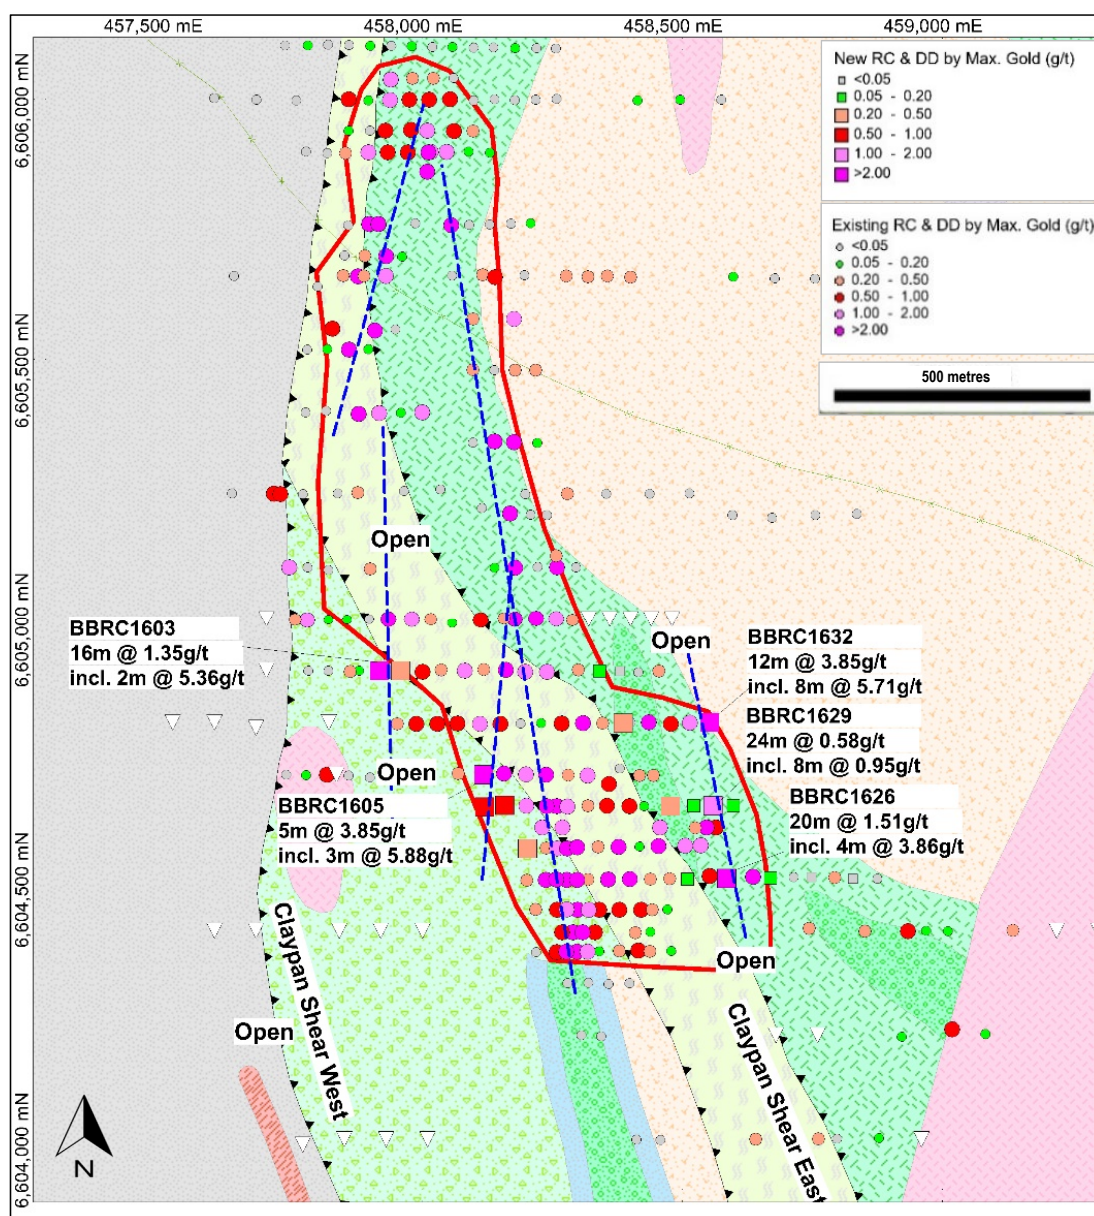 457,500 mE
458,000 mE
458,500 mE
459,000 mE
6,606,000 mN
6,605,500 mN
6,605,000 mN
6,604,500 mN
6,604,000 mN
New RC & DD by Max. Gold (g/t)
<0.05
0.05 - 0.20
0.20 - 0.50
0.50 - 1.00
1.00 - 2.00
>2.00
Existing RC & DD by Max. Gold (g/t)
<0.05
0.05 - 0.20
0.20 - 0.50
0.50 - 1.00
1.00 - 2.00
>2.00
500 metres
Open
BBRC1603
16m @ 1.35g/t
incl. 2m @ 5.36g/t
Open
BBRC1632
12m @ 3.85g/t
incl. 8m @ 5.71g/t
BBRC1629
24m @ 0.58g/t
incl. 8m @ 0.95g/t
Open
BBRC1605
5m @ 3.85g/t
incl. 3m @ 5.88g/t
BBRC1626
20m @ 1.51g/t
incl. 4m @ 3.86g/t
Open
Open
Claypan Shear West
Claypan Shear East
N